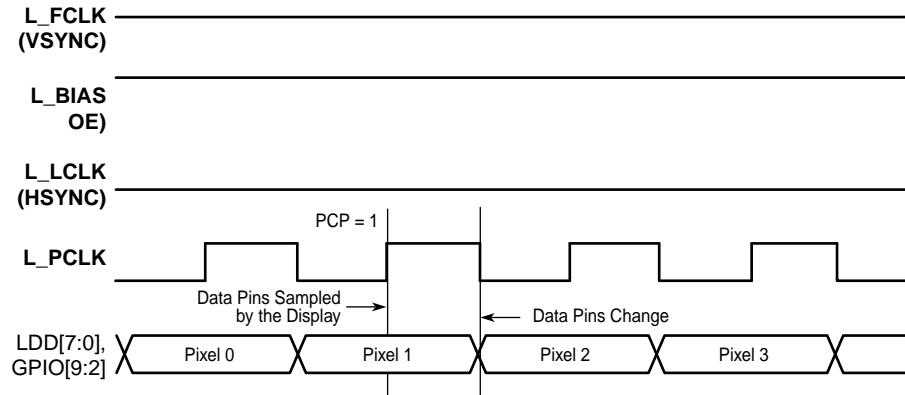 L_FCLK
(VSYNC)
L_BIAS
OE)
L_LCLK
(HSYNC)
PCP = 1
L_PCLK
Data Pins Sampled
by the Display
Data Pins Change
LDD[7:0],
GPIO[9:2]
Pixel 0
Pixel 1
Pixel 2
Pixel 3